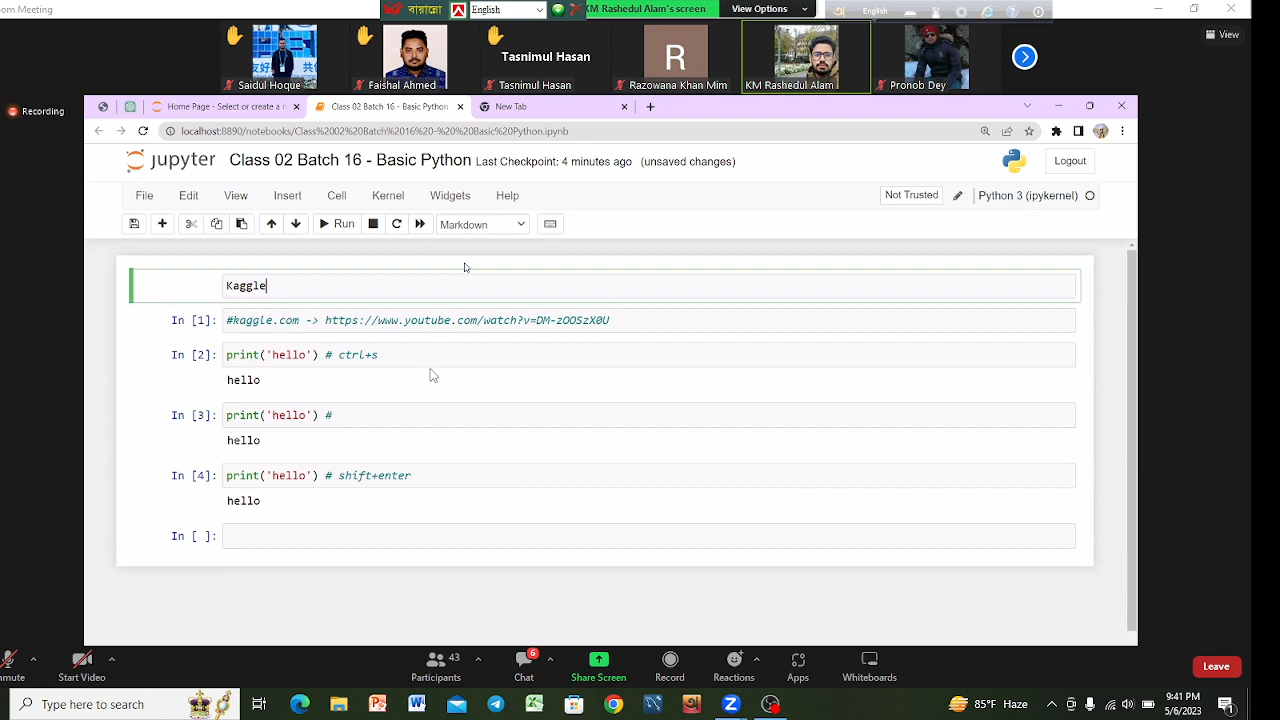 oom Meeting
বায়ান্নো
English
KM Rashedul Alam's screen
View Options
English
View
Tasnimul Hasan
R
Saidul Hoque
Faishal Ahmed
Tasnimul Hasan
Razowana Khan Mim
KM Rashedul Alam
Pronob Dey
Recording
Home Page - Select or create a n
Class 02 Batch 16 - Basic Python
New Tab
localhost:8890/notebooks/Class%2002%20Batch%2016%20-%20%20Basic%20Python.ipynb
jupyter
Class 02 Batch 16 - Basic Python Last Checkpoint: 4 minutes ago (unsaved changes)
Logout
File Edit View Insert Cell Kernel Widgets Help
Not Trusted
Python 3 (ipykernel)
Run
Markdown
Kaggle
In [1]: #kaggle.com -> https://www.youtube.com/watch?v=DM-zOOSzX0U
In [2]: print('hello') # ctrl+s
hello
In [3]: print('hello') #
hello
In [4]: print('hello') # shift+enter
hello
In [ ]:
nmute
Start Video
43
Participants
6
Chat
Share Screen
Record
Reactions
Apps
Whiteboards
Leave
Type here to search
85°F Haze
9:41 PM
5/6/2023